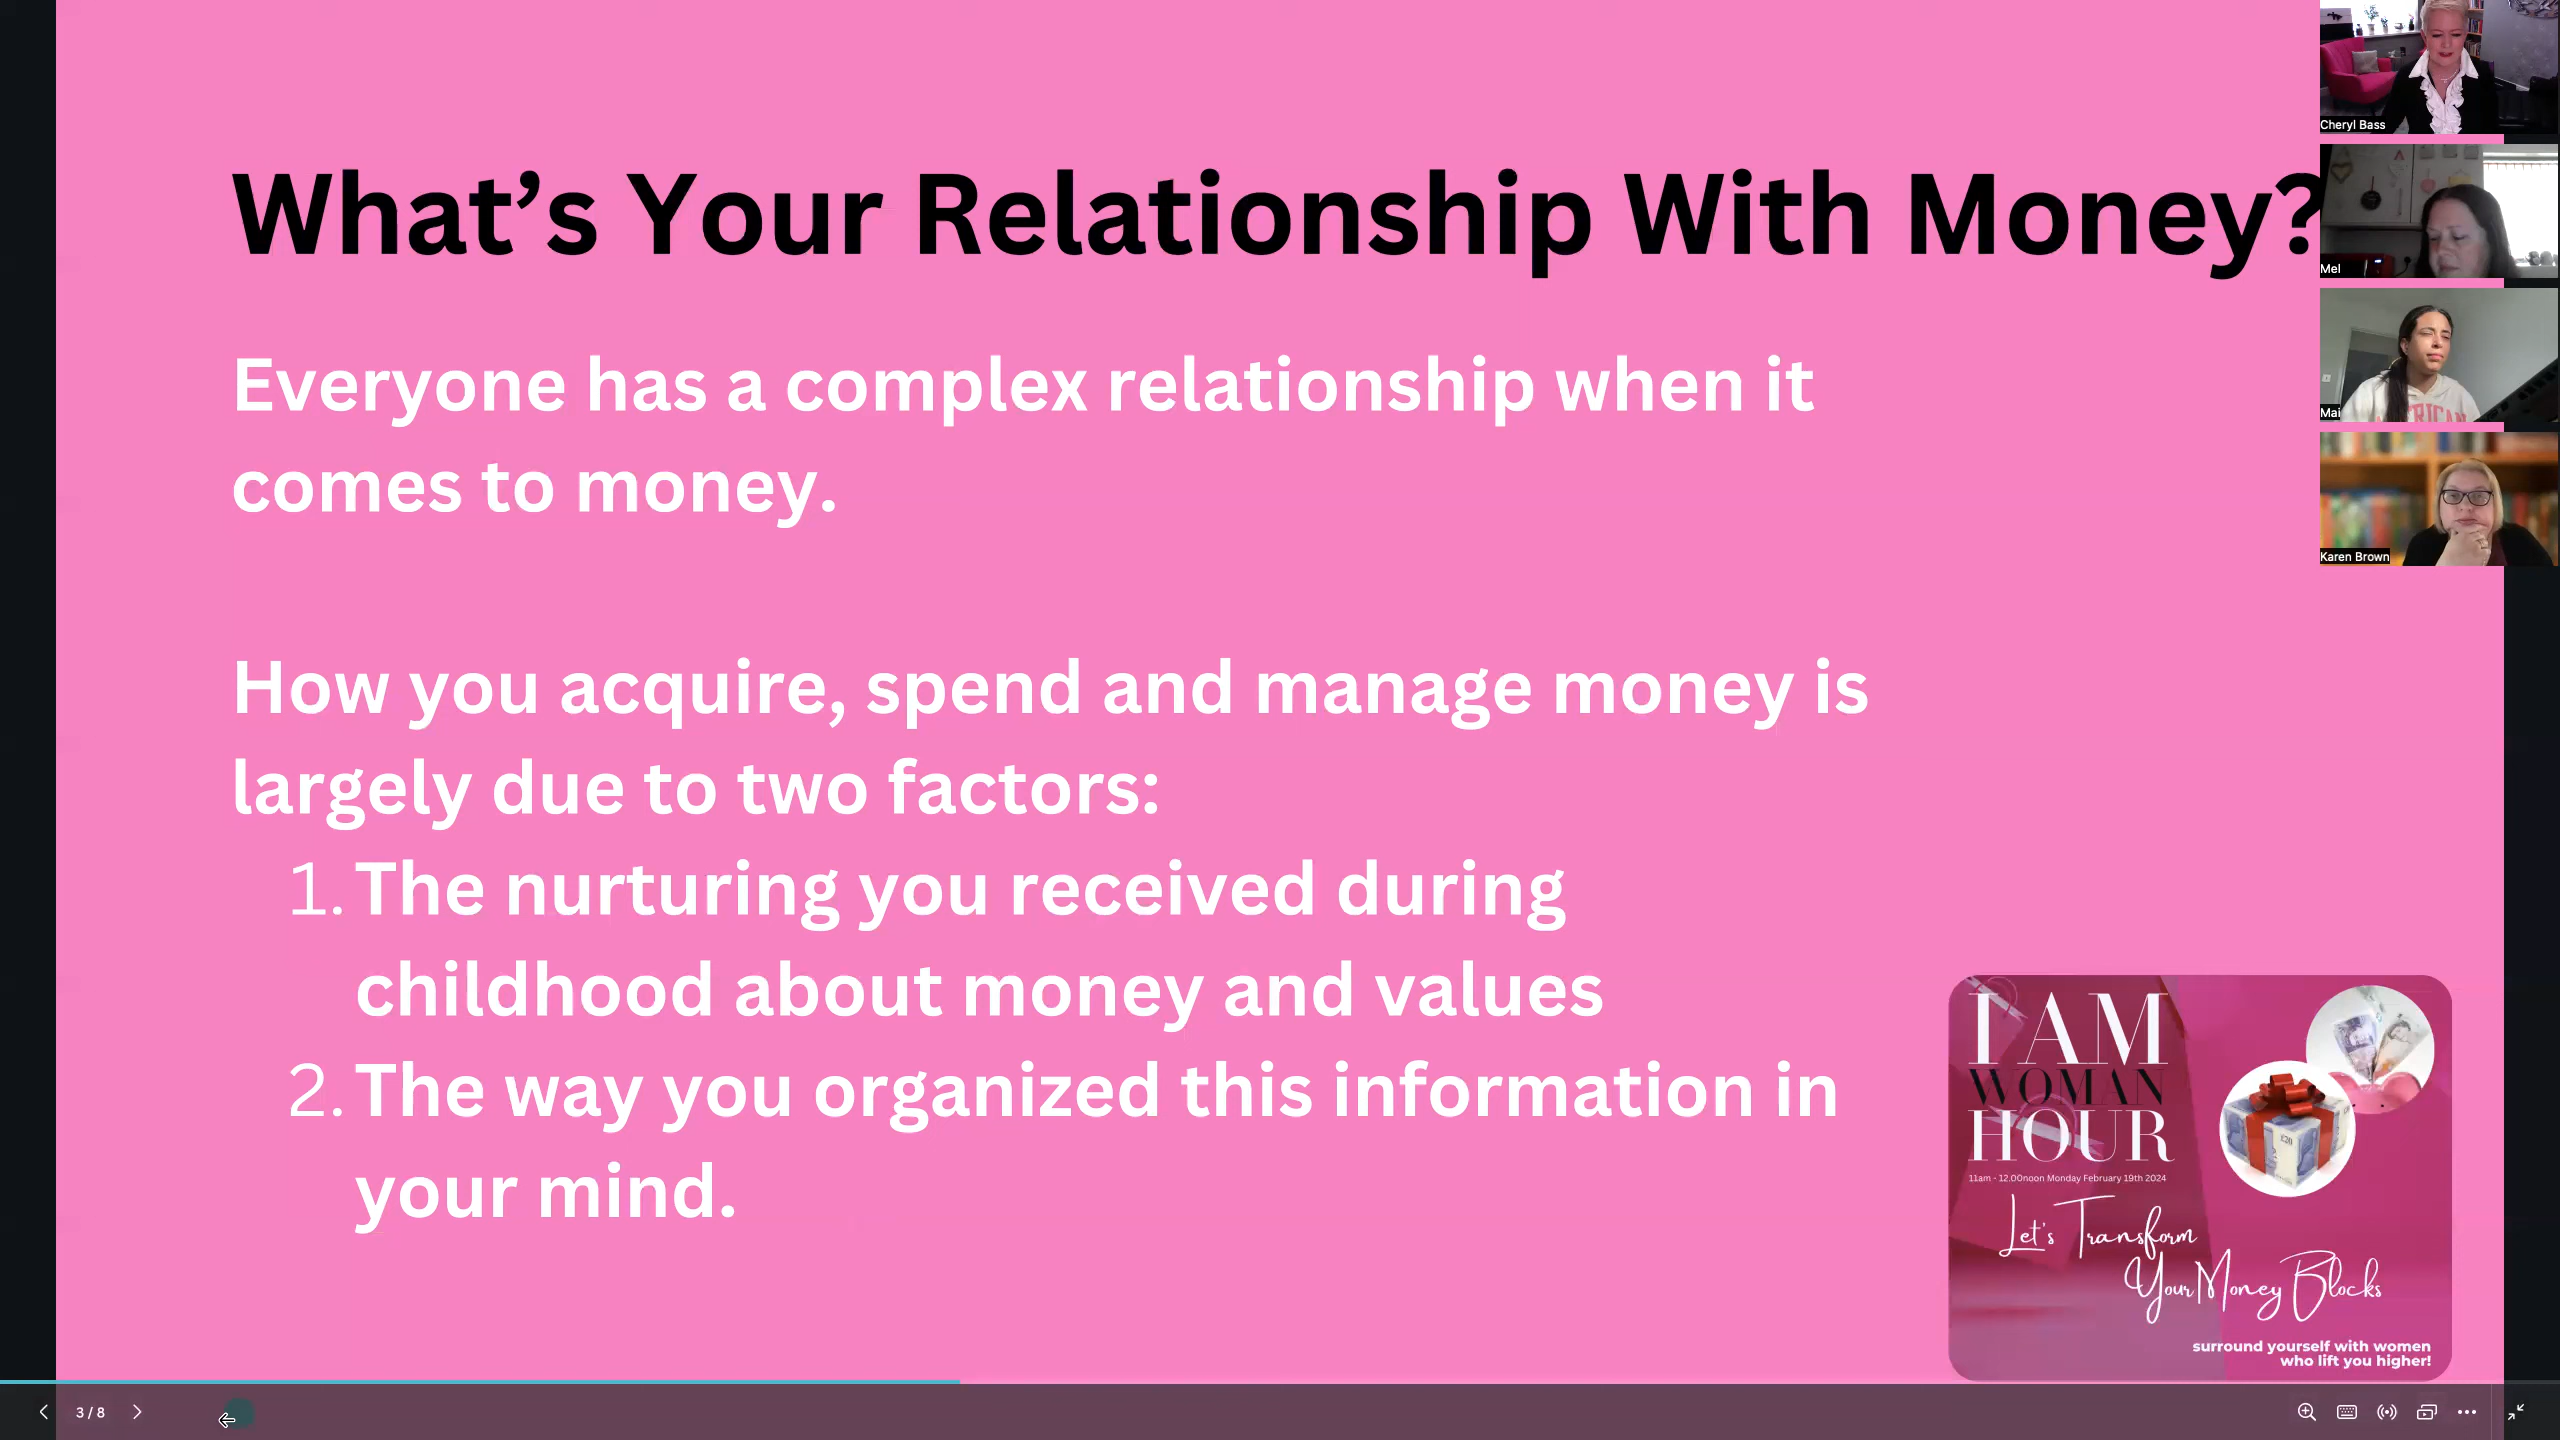 What’s Your Relationship With Money?
Everyone has a complex relationship when it
comes to money.
How you acquire, spend and manage money is
largely due to two factors:
1. The nurturing you received during
childhood about money and values
2. The way you organized this information in
your mind.
Cheryl Bass
Mel
Mai
Karen Brown
I AM
WOMAN
HOUR
11am - 12.00noon Monday February 19th 2024
Let's Transform
Your Money Blocks
surround yourself with women
who lift you higher!
3 / 8